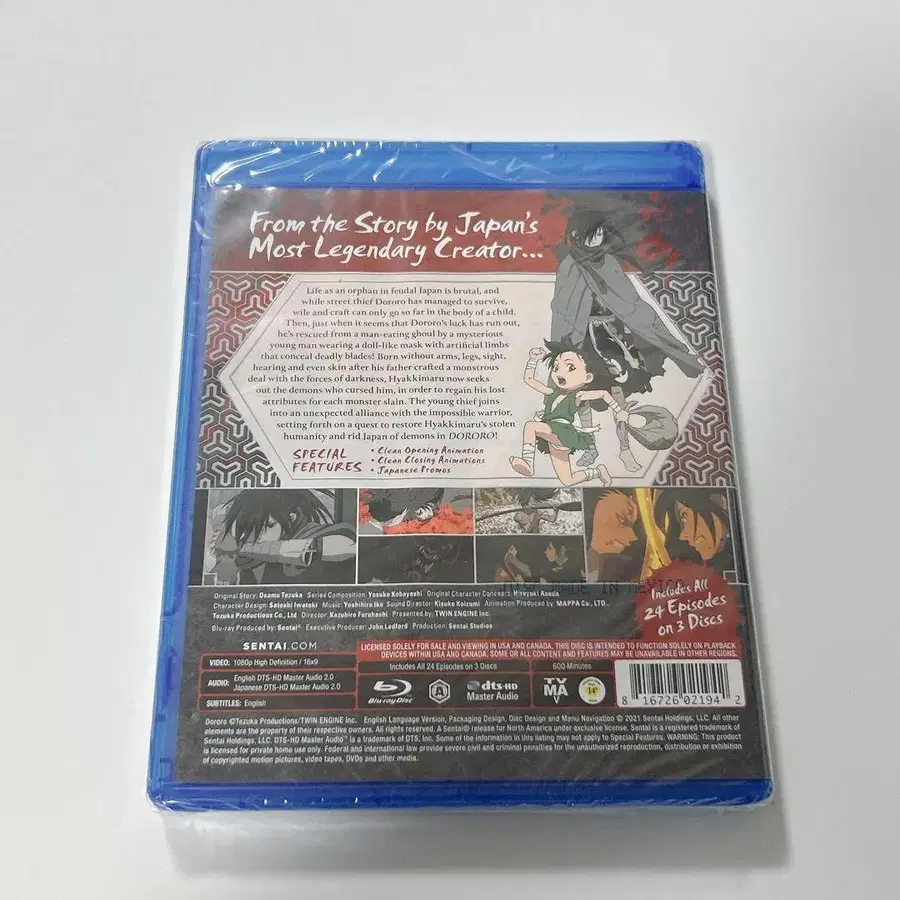 From the Story by Japan's
Most Legendary Creator...
Life as an orphan in feudal Japan is brutal, and
while street thief Dororo has managed to survive,
wile and craft can only go so far in the body of a child.
Then, just when it seems that Dororo's luck has run out,
he's rescued from a man-eating ghoul by a mysterious
young man wearing a doll-like mask with artificial limbs
that conceal deadly blades! Born without arms, legs, sight,
hearing and even skin after his father crafted a monstrous
deal with the forces of darkness, Hyakkimaru now seeks
out the demons who cursed him, in order to regain his lost
attributes for each monster slain. The young thief joins
into an unexpected alliance with the impossible warrior,
setting forth on a quest to restore Hyakkimaru's stolen
humanity and rid Japan of demons in DORORO!
SPECIAL
FEATURES
• Clean Opening Animation
• Clean Closing Animations
• Japanese Promos
MADE IN MEXICO
Includes All
24 Episodes
on 3 Discs
Original Story: Osamu Tezuka Series Composition: Yasuko Kobayashi Original Character Concepts: Hiroyuki Asada
Character Design: Satoshi Iwataki Music: Yoshihiro Ike Sound Director: Kisuke Koizumi Animation Produced by: MAPPA Co., LTD.
Tezuka Productions Co., Ltd Director: Kazuhiro Furuhashi Presented by: TWIN ENGINE Inc.
Blu-ray Produced by: Sentai® Executive Producer: John Ledford Production: Sentai Studios
SENTAI.COM
LICENSED SOLELY FOR SALE AND VIEWING IN USA AND CANADA. THIS DISC IS INTENDED TO FUNCTION SOLELY ON PLAYBACK
DEVICES WITHIN USA AND CANADA. SOME OR ALL CONTENT AND FEATURES MAY BE UNAVAILABLE IN OTHER REGIONS.
VIDEO: 1080p High Definition / 16x9
Includes All 24 Episodes on 3 Discs
600 Minutes
AUDIO: English DTS-HD Master Audio 2.0
Japanese DTS-HD Master Audio 2.0
SUBTITLES: English
Blu-ray Disc
A
dts-HD
Master Audio
TV
MA
V
14+
8 16726 02194 2
Dororo ©Tezuka Productions/TWIN ENGINE Inc. English Language Version, Packaging Design, Disc Design and Menu Navigation © 2021 Sentai Holdings, LLC. All other
elements are the property of their respective owners. All rights reserved. A Sentai® release for North America under exclusive license. Sentai is a registered trademark of
Sentai Holdings, LLC. DTS-HD Master Audio™ is a trademark of DTS, Inc. Some of the information in this listing may not apply to Special Features. WARNING: This product
is licensed for private home use only. Federal and international law provide severe civil and criminal penalties for the unauthorized reproduction, distribution or exhibition
of copyrighted motion pictures, video tapes, DVDs and other media.